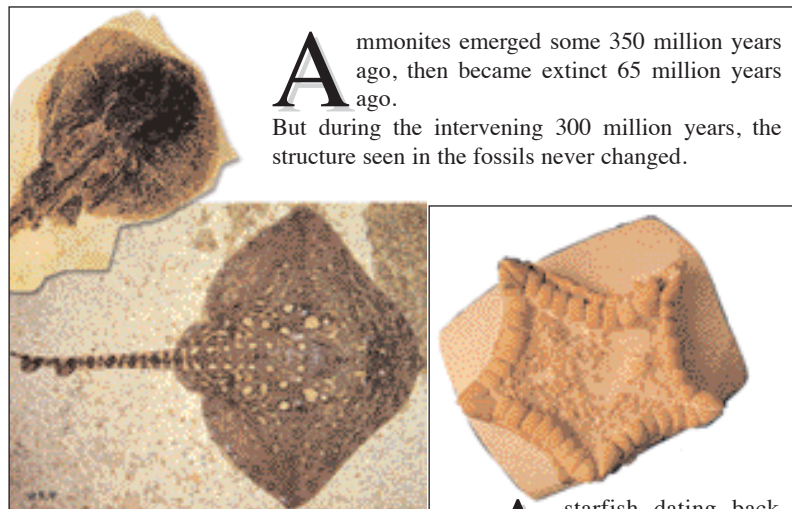 Ammonites emerged some 350 million years
ago, then became extinct 65 million years
ago.
But during the intervening 300 million years, the
structure seen in the fossils never changed.
starfish dating back